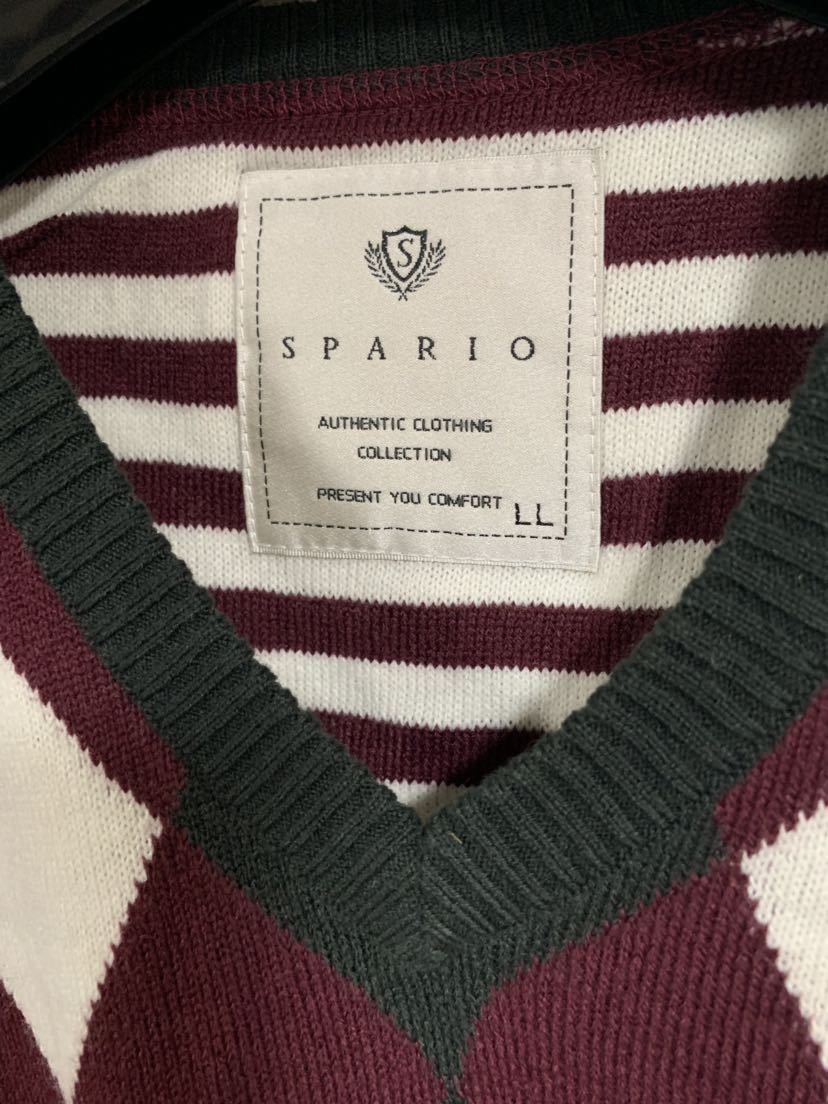 S
SPARIO
AUTHENTIC CLOTHING
COLLECTION
PRESENT YOU COMFORT LL